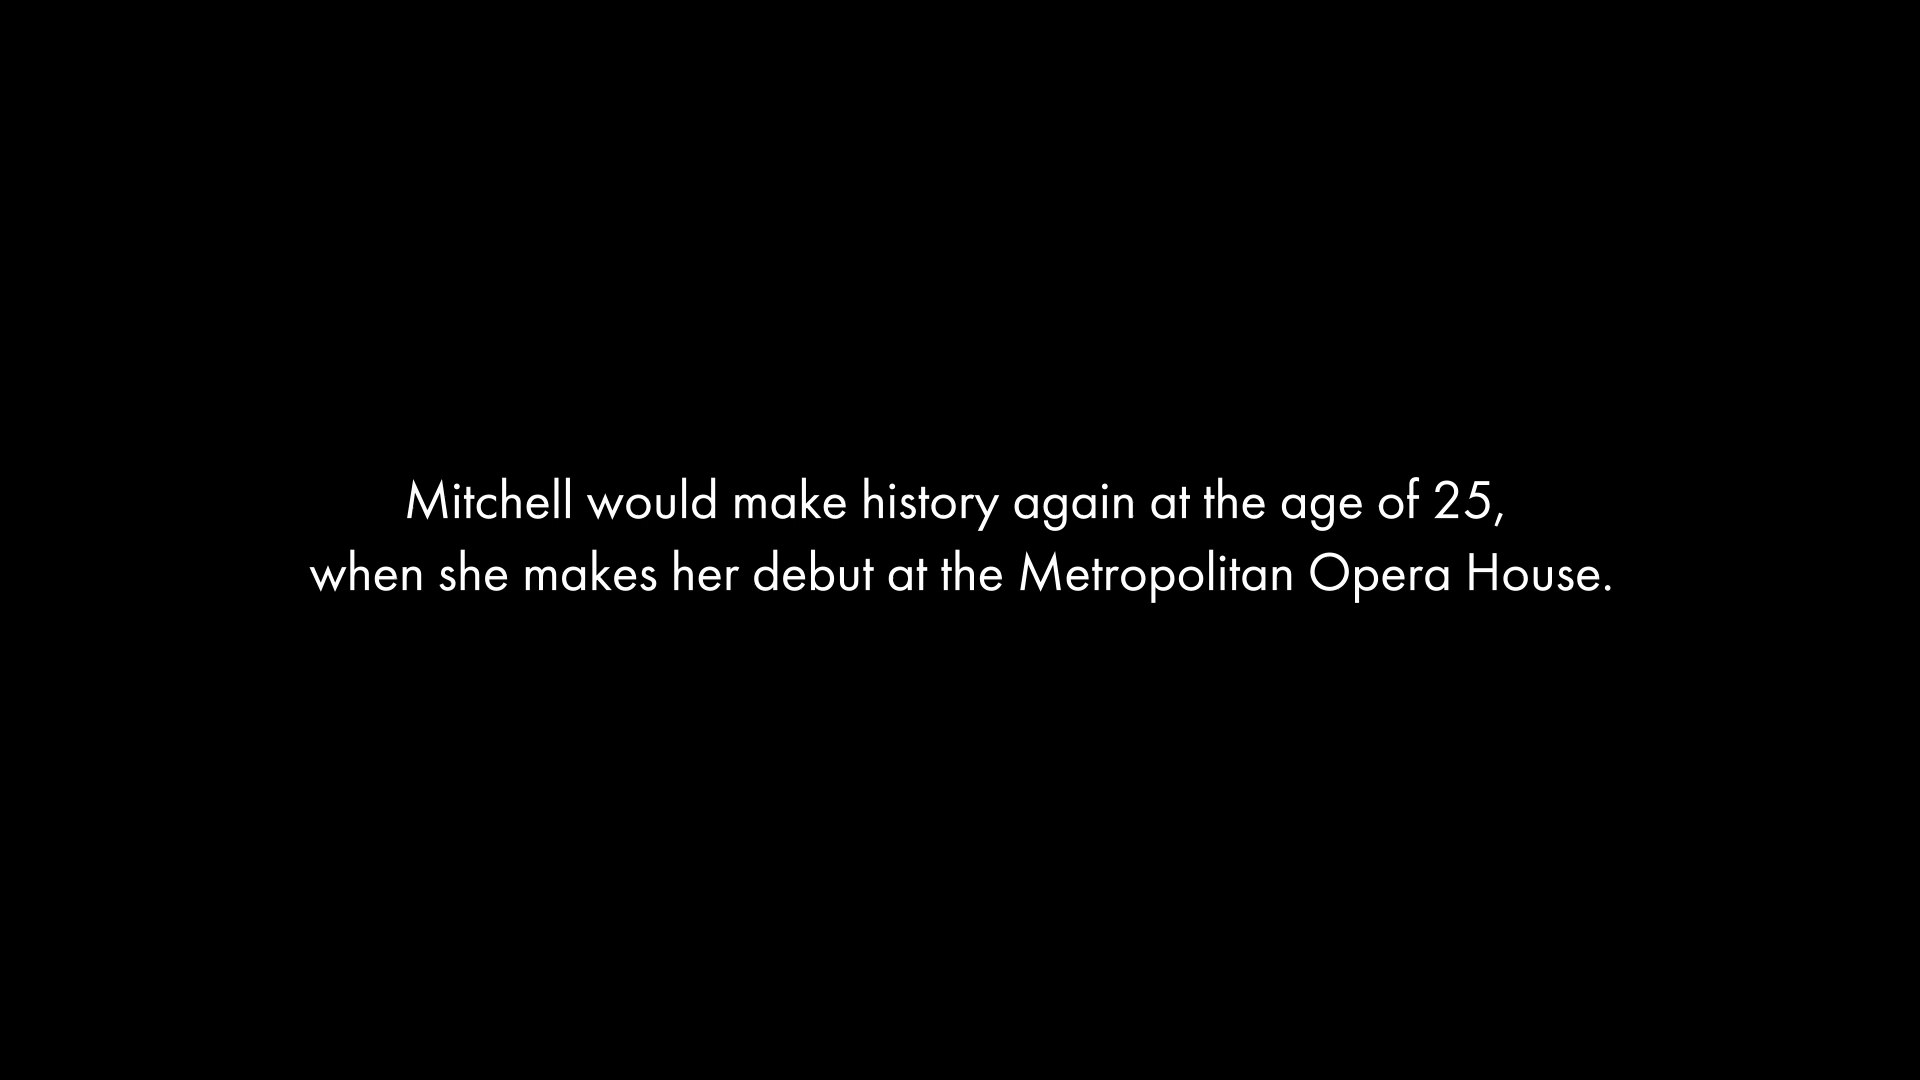 Mitchell would make history again at the age of 25,
when she makes her debut at the Metropolitan Opera House.